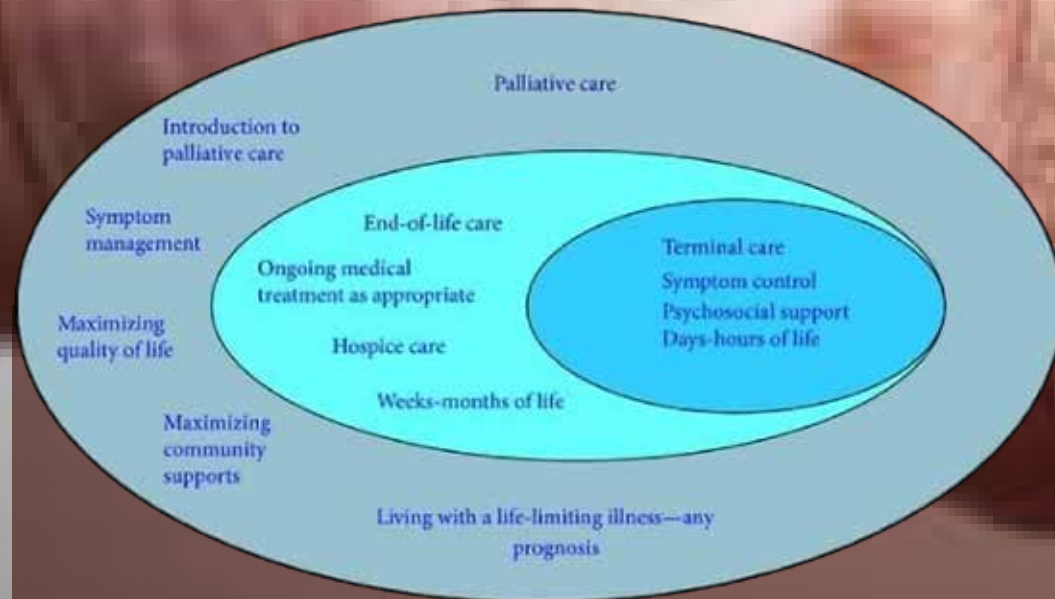 Palliative care
Introduction to
palliative care
Symptom
management
Maximizing
quality of life
Maximizing
community
supports
Living with a life-limiting illness—any
prognosis
End-of-life care
Ongoing medical
treatment as appropriate
Hospice care
Weeks-months of life
Terminal care
Symptom control
Psychosocial support
Days-hours of life